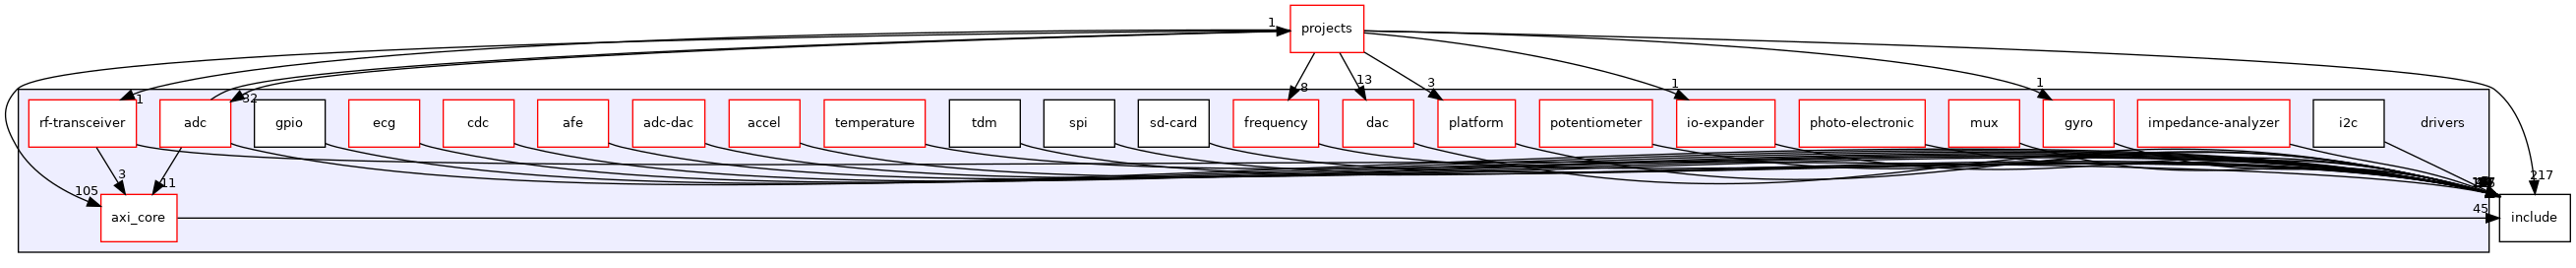 projects
1
1
32
8
13
3
1
1
rf-transceiver
adc
gpio
ecg
cdc
afe
adc-dac
accel
temperature
tdm
spi
sd-card
frequency
dac
platform
potentiometer
io-expander
photo-electronic
mux
gyro
impedance-analyzer
i2c
drivers
3
11
105
217
45
axi_core
include